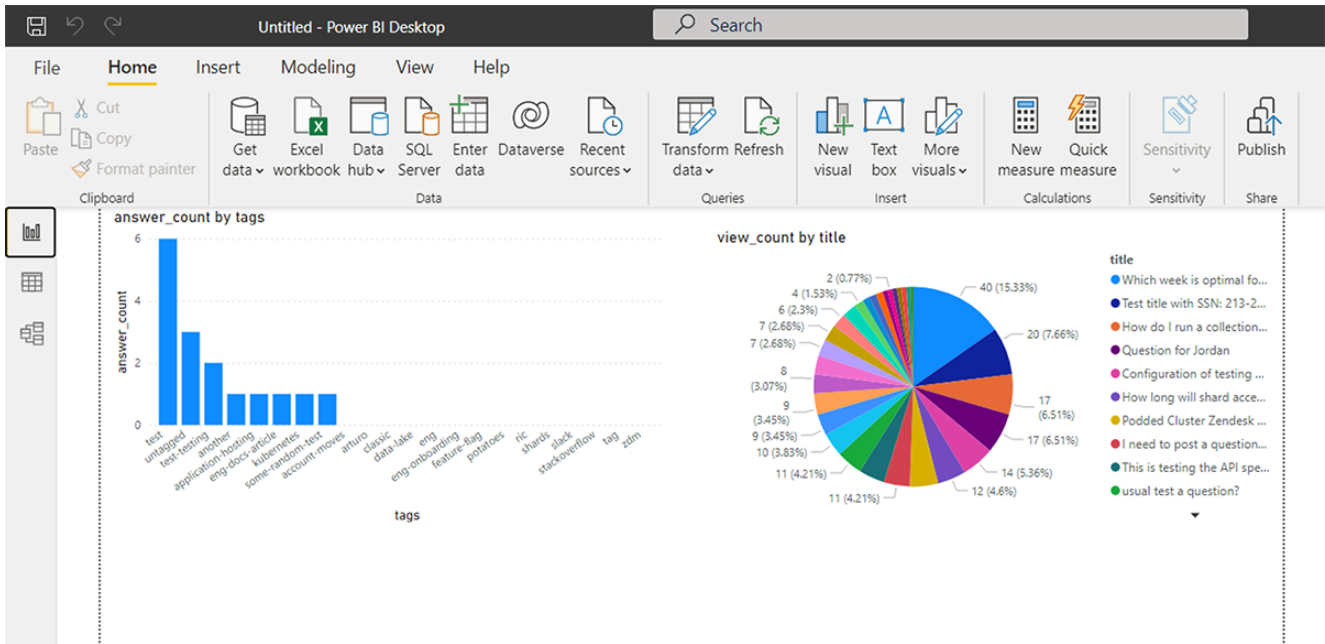 Untitled - Power BI Desktop
Search
File Home Insert Modeling View Help
Paste
Cut
Copy
Format painter
Clipboard
Get data
Excel workbook
Data hub
SQL Server
Enter data
Dataverse
Recent sources
Data
Transform data
Refresh
Queries
New visual
Text box
More visuals
Insert
New measure
Quick measure
Calculations
Sensitivity
Sensitivity
Publish
Share
answer_count by tags
answer_count
6
4
2
0
test
untagged
test-testing
another
application-hosting
eng-docs-article
kubernetes
some-random-test
account-moves
arturo
classic
data-lake
eng
eng-onboarding
feature-flag
potatoes
ric
shards
slack
stackoverflow
tag
zdm
tags
view_count by title
40 (15.33%)
20 (7.66%)
17 (6.51%)
17 (6.51%)
14 (5.36%)
12 (4.6%)
11 (4.21%)
11 (4.21%)
10 (3.83%)
9 (3.45%)
9 (3.45%)
8 (3.07%)
7 (2.68%)
7 (2.68%)
6 (2.3%)
4 (1.53%)
2 (0.77%)
title
Which week is optimal fo...
Test title with SSN: 213-2...
How do I run a collection...
Question for Jordan
Configuration of testing ...
How long will shard acce...
Podded Cluster Zendesk ...
I need to post a question...
This is testing the API spe...
usual test a question?